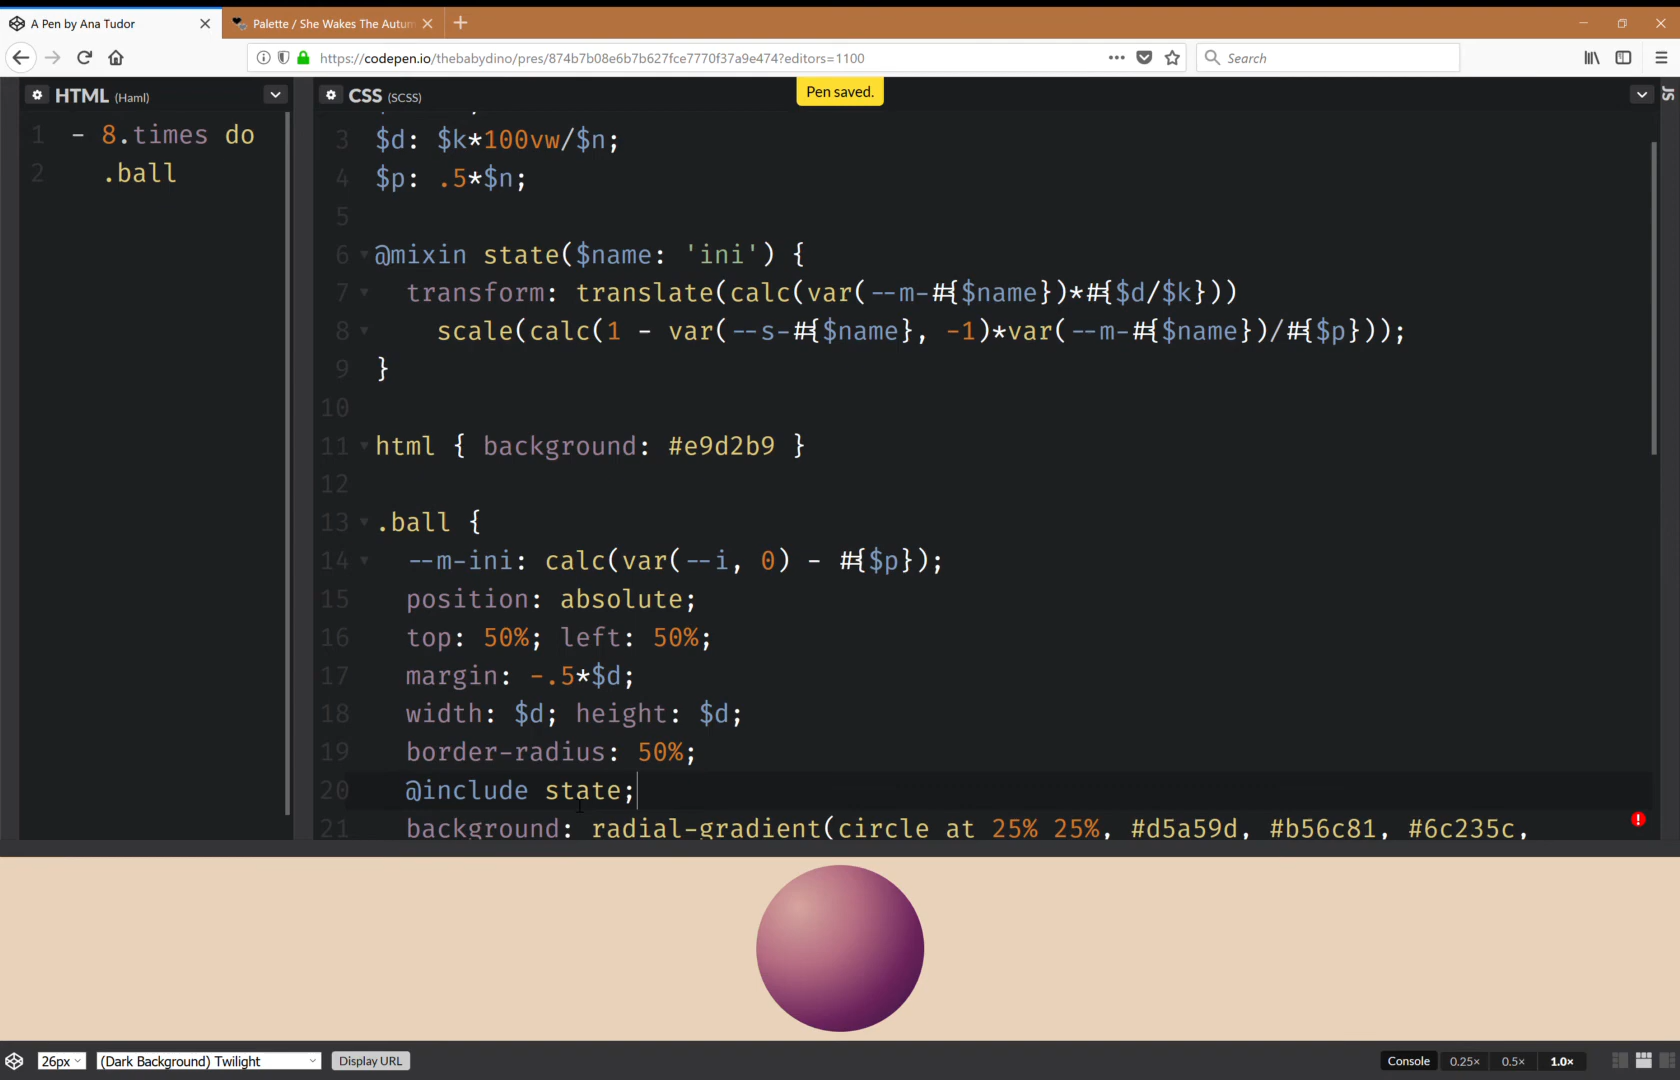 A Pen by Ana Tudor
Palette / She Wakes The Autum
https://codepen.io/thebabydino/pres/874b7b08e6b7b627fce7770f37a9e474?editors=1100
Search
HTML (Haml)
CSS (SCSS)
Pen saved.
JS
1 - 8.times do
2 .ball
3 $d: $k*100vw/$n;
4 $p: .5*$n;
5
6 @mixin state($name: 'ini') {
7 transform: translate(calc(var(--m-#{$name})*#{$d/$k}))
8 scale(calc(1 - var(--s-#{$name}, -1)*var(--m-#{$name})/#{$p}));
9 }
10
11 html { background: #e9d2b9 }
12
13 .ball {
14 --m-ini: calc(var(--i, 0) - #{$p});
15 position: absolute;
16 top: 50%; left: 50%;
17 margin: -.5*$d;
18 width: $d; height: $d;
19 border-radius: 50%;
20 @include state;
21 background: radial-gradient(circle at 25% 25%, #d5a59d, #b56c81, #6c235c,
26px
(Dark Background) Twilight
Display URL
Console
0.25×
0.5×
1.0×